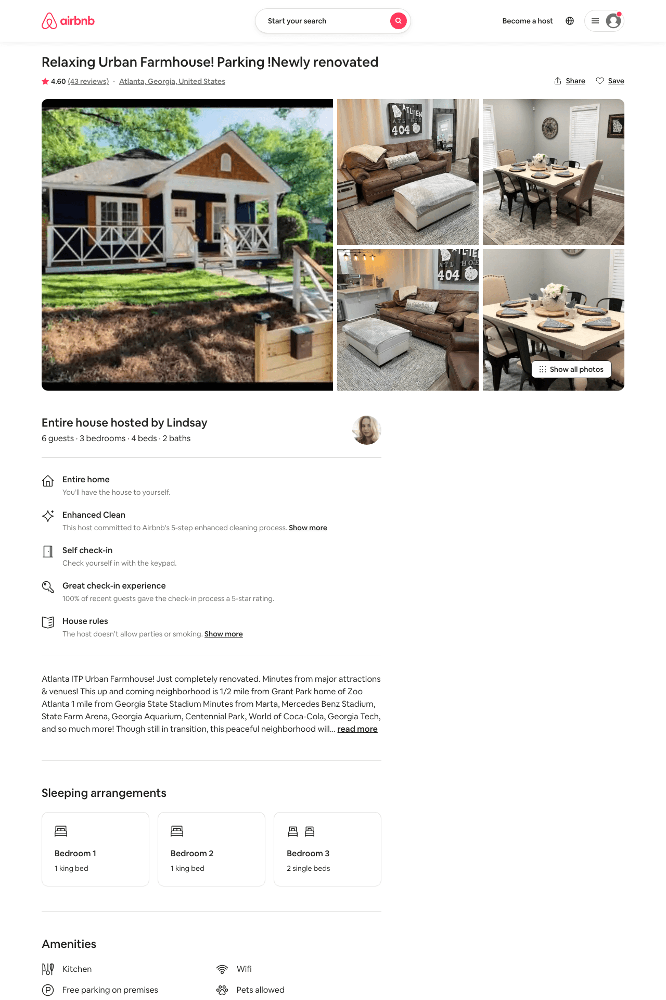 airbnb
Start your search
Become a host
Relaxing Urban Farmhouse! Parking !Newly renovated
4.60 (43 reviews) · Atlanta, Georgia, United States
Share
Save
ATL-IEN
ATL HOE
404
ATL-IEN
ATL HOE
404
Show all photos
Entire house hosted by Lindsay
6 guests · 3 bedrooms · 4 beds · 2 baths
Entire home
You'll have the house to yourself.
Enhanced Clean
This host committed to Airbnb's 5-step enhanced cleaning process. Show more
Self check-in
Check yourself in with the keypad.
Great check-in experience
100% of recent guests gave the check-in process a 5-star rating.
House rules
The host doesn't allow parties or smoking. Show more
Atlanta ITP Urban Farmhouse! Just completely renovated. Minutes from major attractions
& venues! This up and coming neighborhood is 1/2 mile from Grant Park home of Zoo
Atlanta 1 mile from Georgia State Stadium Minutes from Marta, Mercedes Benz Stadium,
State Farm Arena, Georgia Aquarium, Centennial Park, World of Coca-Cola, Georgia Tech,
and so much more! Though still in transition, this peaceful neighborhood will... read more
Sleeping arrangements
Bedroom 1
1 king bed
Bedroom 2
1 king bed
Bedroom 3
2 single beds
Amenities
Kitchen
Wifi
P
Free parking on premises
Pets allowed